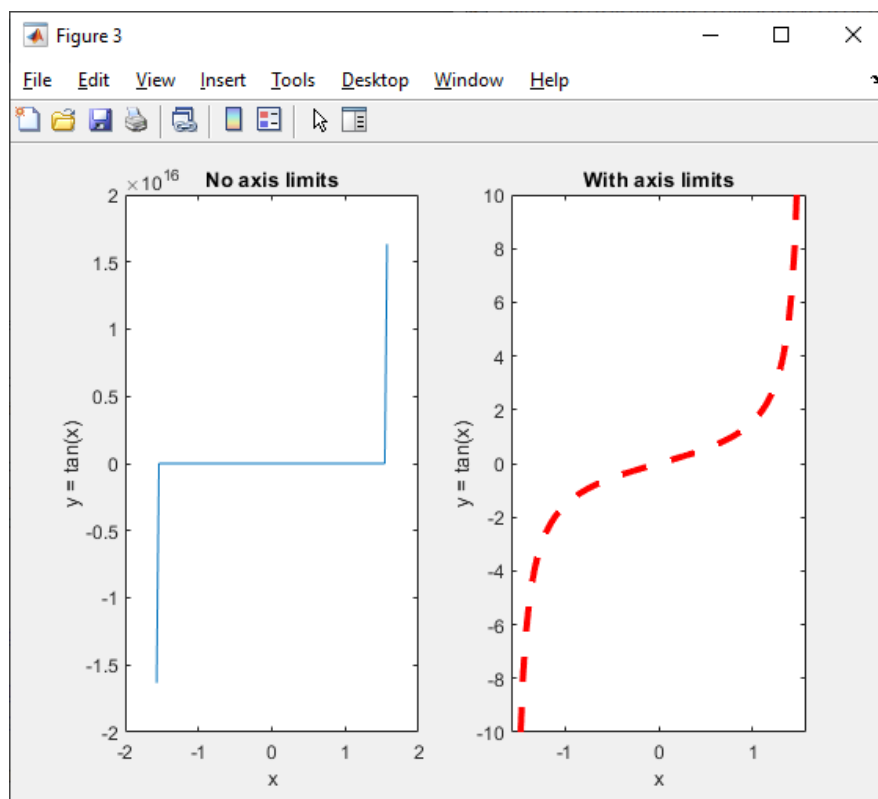 Figure 3
File Edit View Insert Tools Desktop Window Help
×10^16 No axis limits
2
1.5
1
0.5
0
-0.5
-1
-1.5
-2
y = tan(x)
-2 -1 0 1 2
x
With axis limits
10
8
6
4
2
0
-2
-4
-6
-8
-10
y = tan(x)
-1 0 1
x